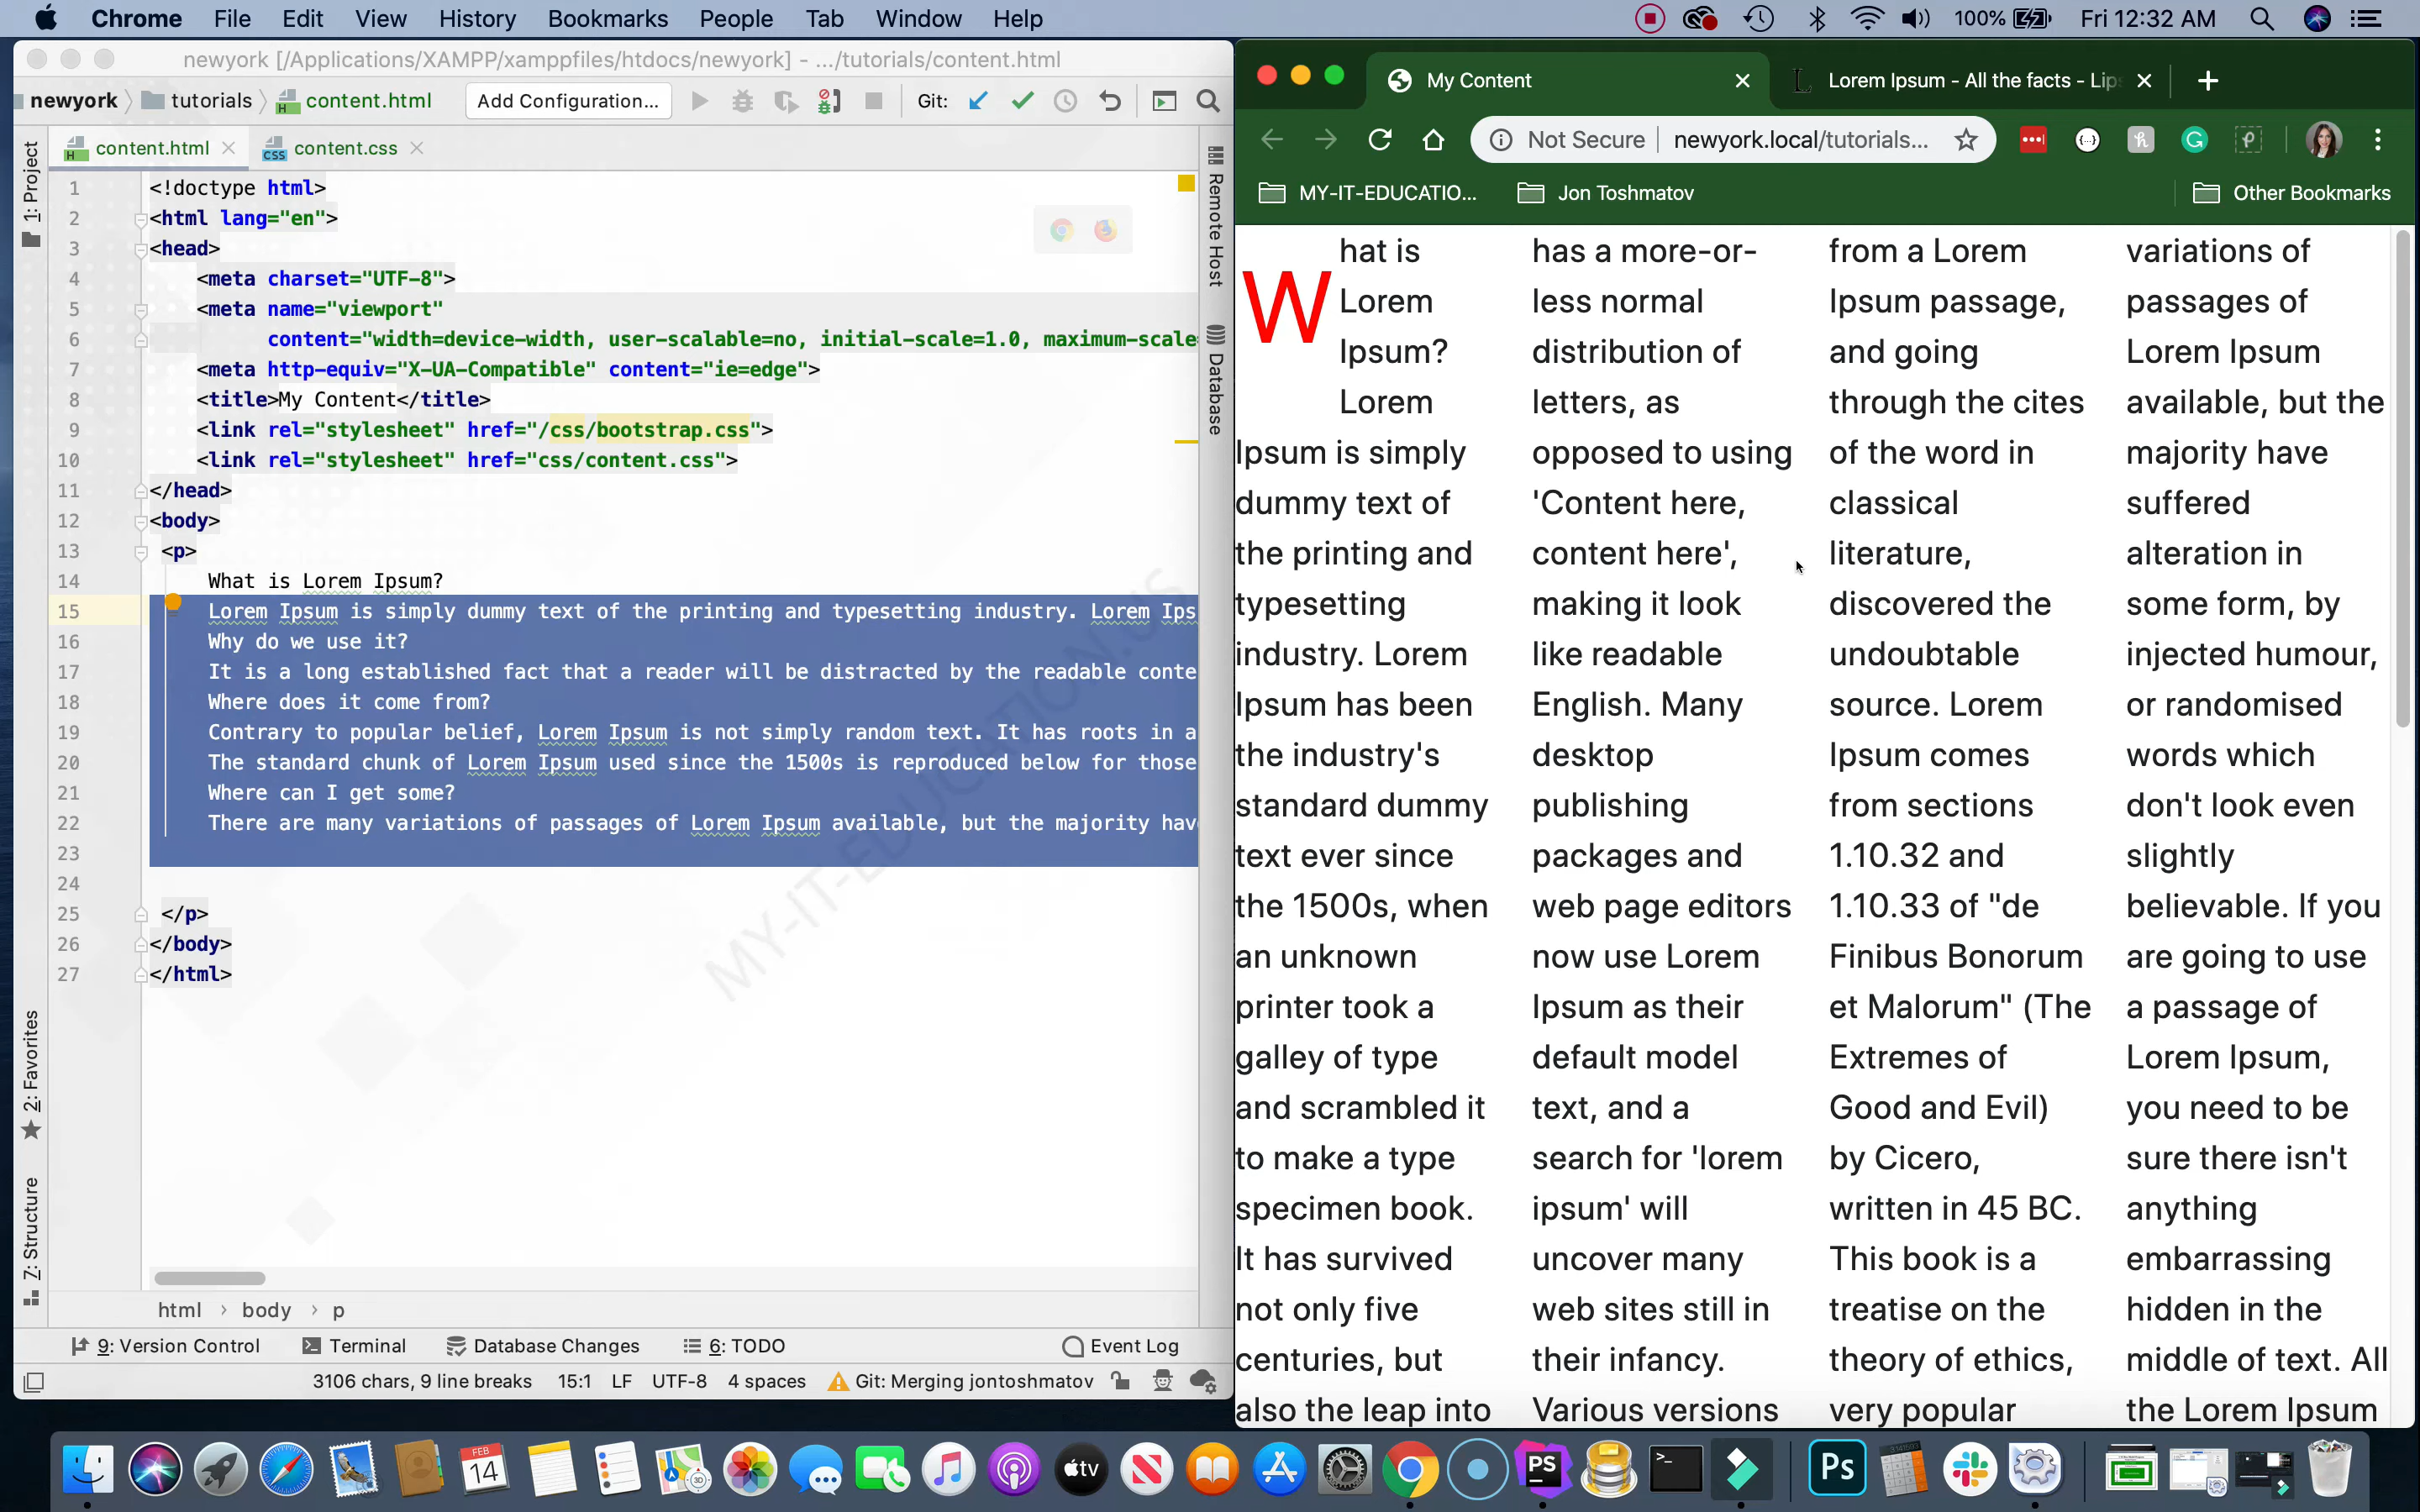 Chrome File Edit View History Bookmarks People Tab Window Help 100% Fri 12:32 AM
newyork [/Applications/XAMPP/xamppfiles/htdocs/newyork] - .../tutorials/content.html
newyork tutorials content.html Add Configuration... Git:
content.html content.css
1: Project
2: Favorites
7: Structure
Remote Host
Database
1 <!doctype html>
2 <html lang="en">
3 <head>
4 <meta charset="UTF-8">
5 <meta name="viewport"
6 content="width=device-width, user-scalable=no, initial-scale=1.0, maximum-scale=
7 <meta http-equiv="X-UA-Compatible" content="ie=edge">
8 <title>My Content</title>
9 <link rel="stylesheet" href="/css/bootstrap.css">
10 <link rel="stylesheet" href="css/content.css">
11 </head>
12 <body>
13 <p>
14 What is Lorem Ipsum?
15 Lorem Ipsum is simply dummy text of the printing and typesetting industry. Lorem Ips
16 Why do we use it?
17 It is a long established fact that a reader will be distracted by the readable conte
18 Where does it come from?
19 Contrary to popular belief, Lorem Ipsum is not simply random text. It has roots in a
20 The standard chunk of Lorem Ipsum used since the 1500s is reproduced below for those
21 Where can I get some?
22 There are many variations of passages of Lorem Ipsum available, but the majority hav
23
24
25 </p>
26 </body>
27 </html>
MY-IT-EDUCATION.US
html › body › p
9: Version Control Terminal Database Changes 6: TODO Event Log
3106 chars, 9 line breaks 15:1 LF UTF-8 4 spaces Git: Merging jontoshmatov
My Content Lorem Ipsum - All the facts - Lips
Not Secure newyork.local/tutorials...
MY-IT-EDUCATIO... Jon Toshmatov Other Bookmarks
W
hat is
Lorem
Ipsum?
Lorem
Ipsum is simply
dummy text of
the printing and
typesetting
industry. Lorem
Ipsum has been
the industry's
standard dummy
text ever since
the 1500s, when
an unknown
printer took a
galley of type
and scrambled it
to make a type
specimen book.
It has survived
not only five
centuries, but
also the leap into
has a more-or-
less normal
distribution of
letters, as
opposed to using
'Content here,
content here',
making it look
like readable
English. Many
desktop
publishing
packages and
web page editors
now use Lorem
Ipsum as their
default model
text, and a
search for 'lorem
ipsum' will
uncover many
web sites still in
their infancy.
Various versions
from a Lorem
Ipsum passage,
and going
through the cites
of the word in
classical
literature,
discovered the
undoubtable
source. Lorem
Ipsum comes
from sections
1.10.32 and
1.10.33 of "de
Finibus Bonorum
et Malorum" (The
Extremes of
Good and Evil)
by Cicero,
written in 45 BC.
This book is a
treatise on the
theory of ethics,
very popular
variations of
passages of
Lorem Ipsum
available, but the
majority have
suffered
alteration in
some form, by
injected humour,
or randomised
words which
don't look even
slightly
believable. If you
are going to use
a passage of
Lorem Ipsum,
you need to be
sure there isn't
anything
embarrassing
hidden in the
middle of text. All
the Lorem Ipsum
FEB
14
tv
PS
Ps